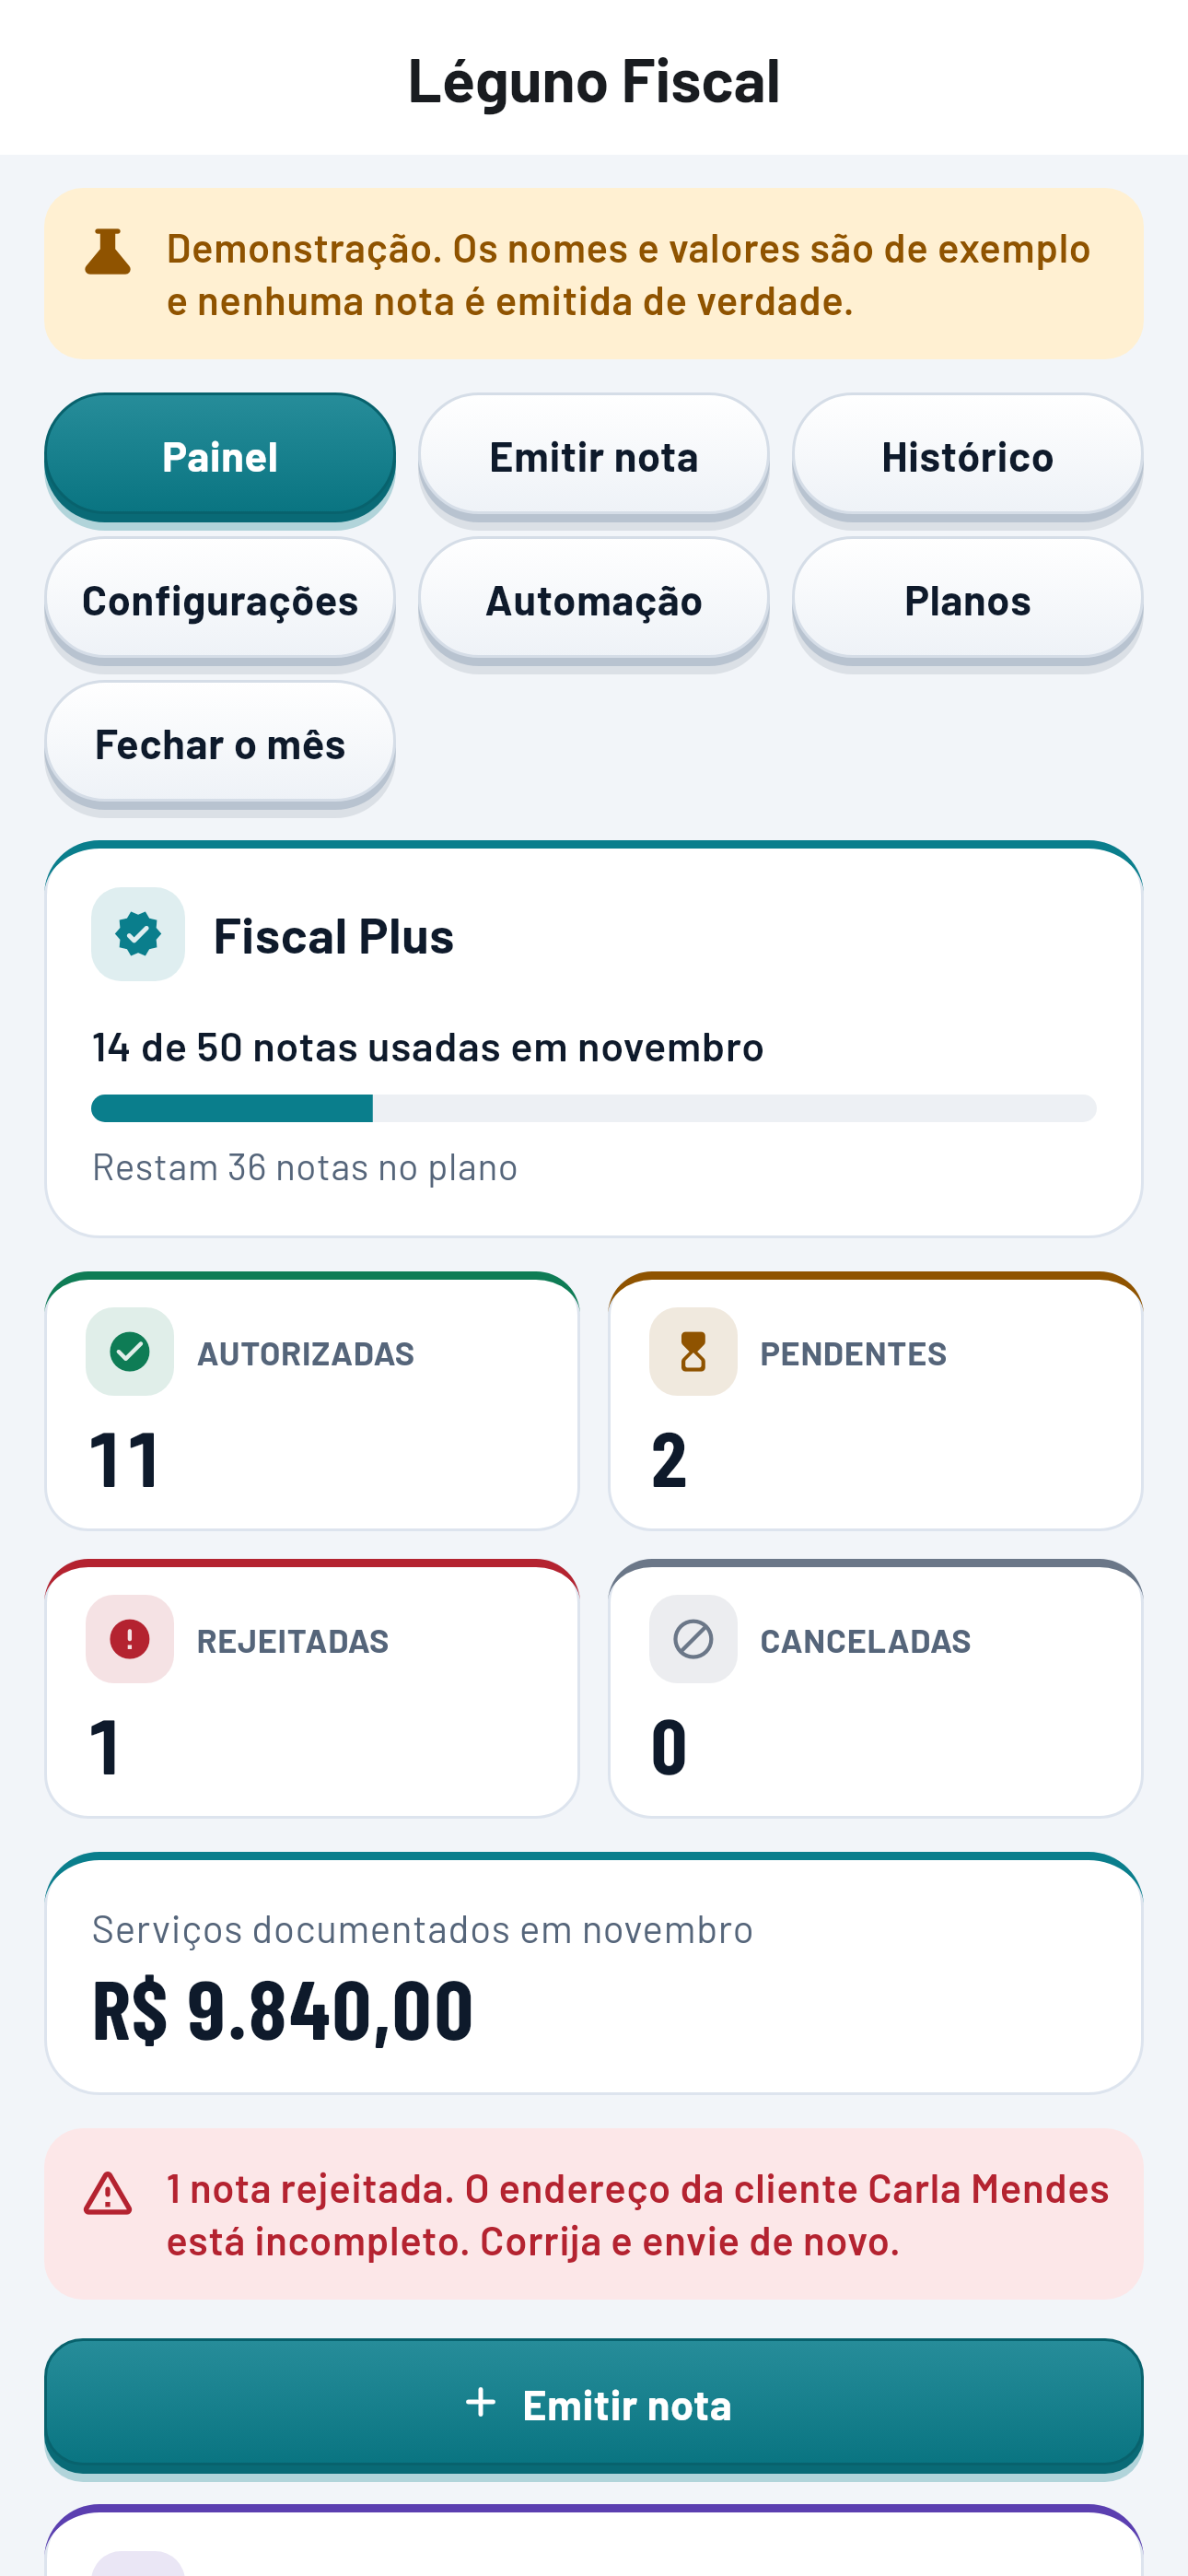 Léguno Fiscal
Demonstração. Os nomes e valores são de exemplo
e nenhuma nota é emitida de verdade.
Painel
Emitir nota
Histórico
Configurações
Automação
Planos
Fechar o mês
Fiscal Plus
14 de 50 notas usadas em novembro
Restam 36 notas no plano
AUTORIZADAS
11
PENDENTES
2
REJEITADAS
1
CANCELADAS
0
Serviços documentados em novembro
R$ 9.840,00
1 nota rejeitada. O endereço da cliente Carla Mendes
está incompleto. Corrija e envie de novo.
+ Emitir nota